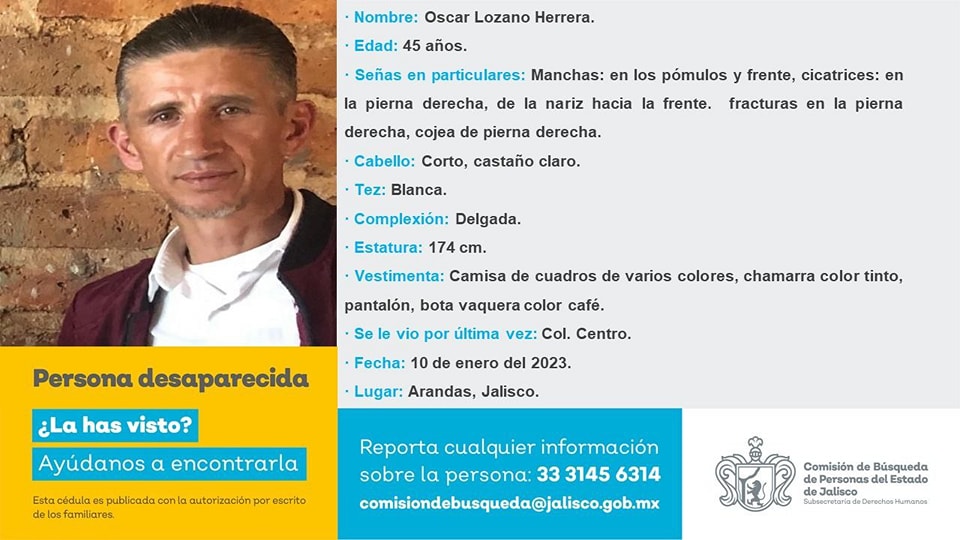 · Nombre: Oscar Lozano Herrera.
· Edad: 45 años.
· Señas en particulares: Manchas: en los pómulos y frente, cicatrices: en
la pierna derecha, de la nariz hacia la frente. fracturas en la pierna
derecha, cojea de pierna derecha.
· Cabello: Corto, castaño claro.
· Tez: Blanca.
· Complexión: Delgada.
· Estatura: 174 cm.
· Vestimenta: Camisa de cuadros de varios colores, chamarra color tinto,
pantalón, bota vaquera color café.
· Se le vio por última vez: Col. Centro.
· Fecha: 10 de enero del 2023.
· Lugar: Arandas, Jalisco.
Persona desaparecida
¿La has visto?
Ayúdanos a encontrarla
Esta cédula es publicada con la autorización por escrito
de los familiares.
Reporta cualquier información
sobre la persona: 33 3145 6314
comisiondebusqueda@jalisco.gob.mx
Comisión de Búsqueda
de Personas del Estado
de Jalisco
Subsecretaría de Derechos Humanos